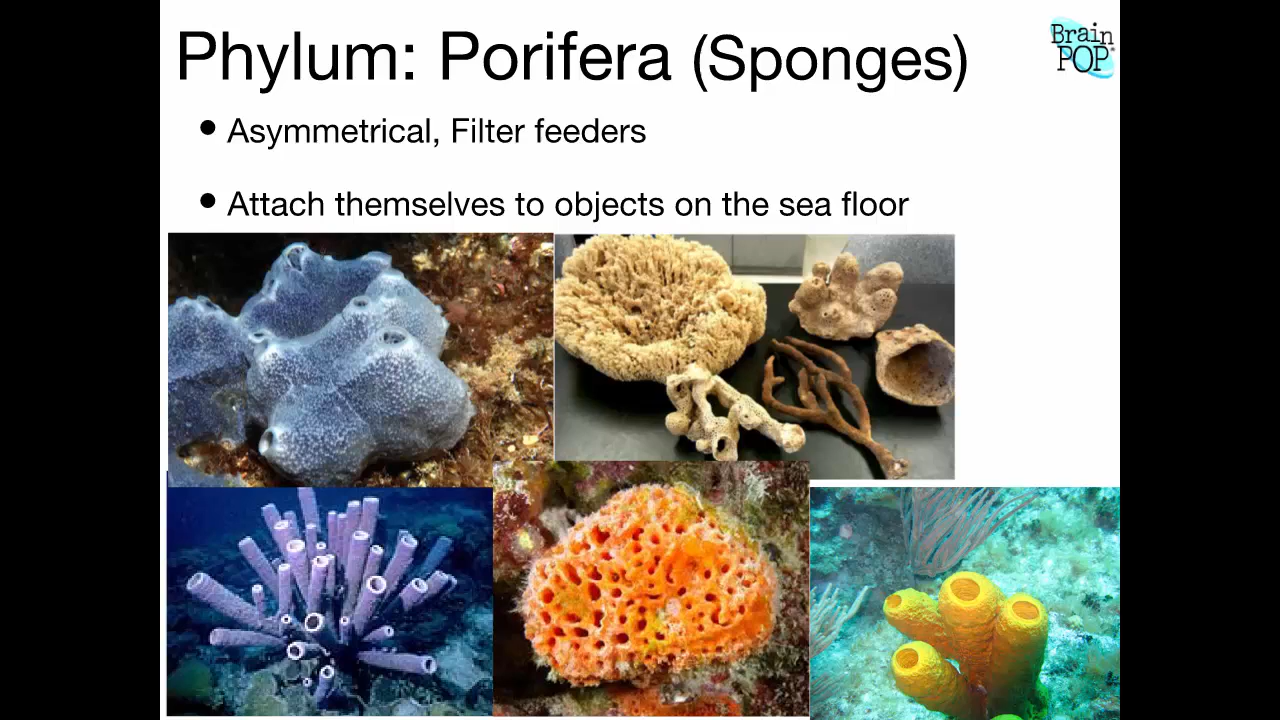 Phylum: Porifera (Sponges)
Brain
POP®
• Asymmetrical, Filter feeders
• Attach themselves to objects on the sea floor